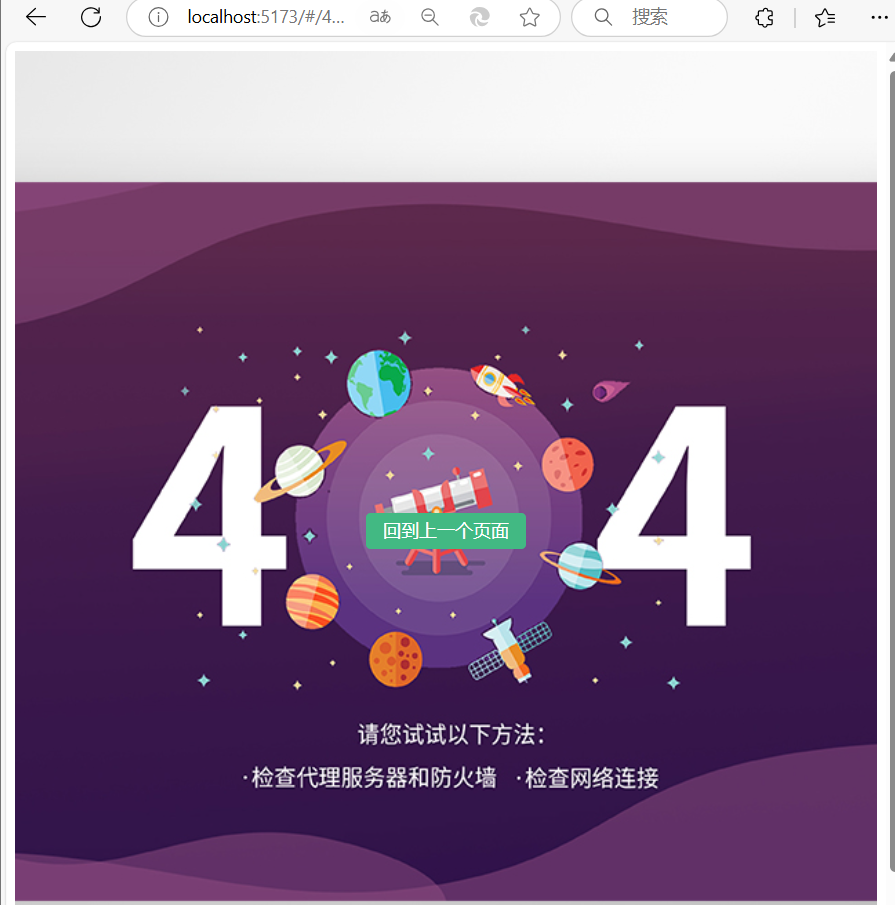 localhost:5173/#/4...
aあ
搜索
404
回到上一个页面
请您试试以下方法：
·检查代理服务器和防火墙 ·检查网络连接